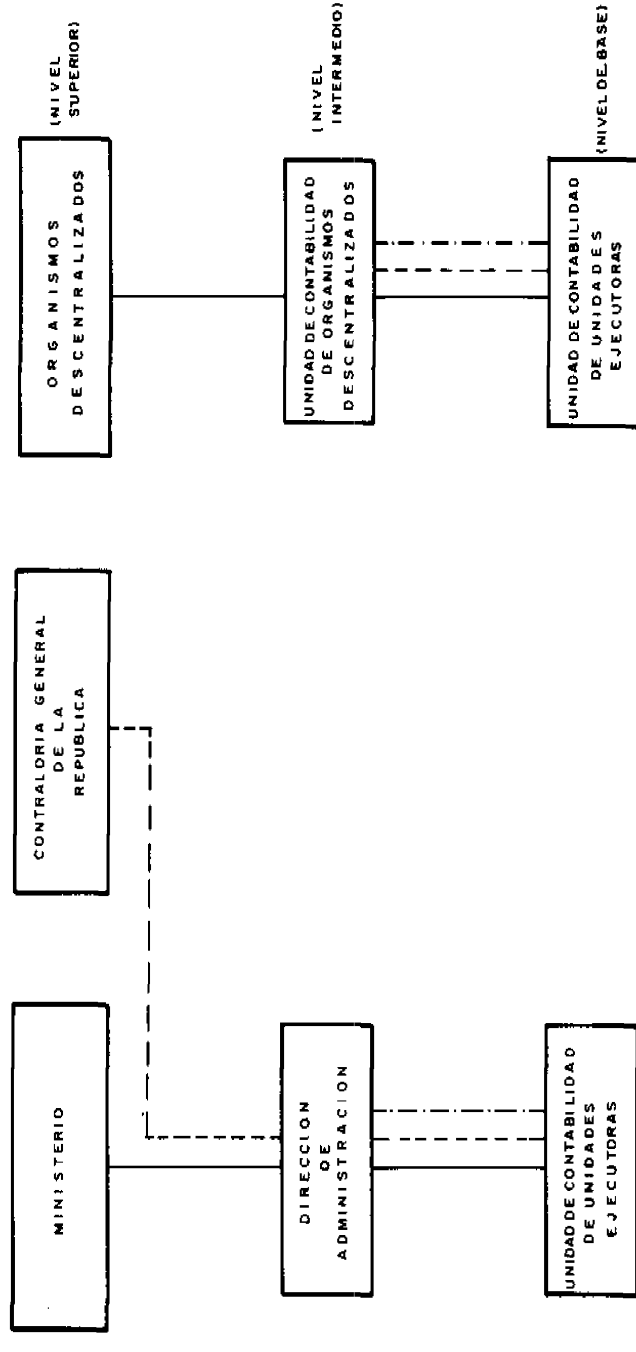 MINISTERIO
CONTRALORIA GENERAL
DE LA
REPUBLICA
ORGANISMOS
DESCENTRALIZADOS
(NIVEL
SUPERIOR)
DIRECCION
DE
ADMINISTRACION
UNIDAD DE CONTABILIDAD
DE ORGANISMOS
DESCENTRALIZADOS
(NIVEL
INTERMEDIO)
UNIDAD DE CONTABILIDAD
DE UNIDADES
EJECUTORAS
UNIDAD DE CONTABILIDAD
DE UNIDADES
EJECUTORAS
(NIVEL DE BASE)